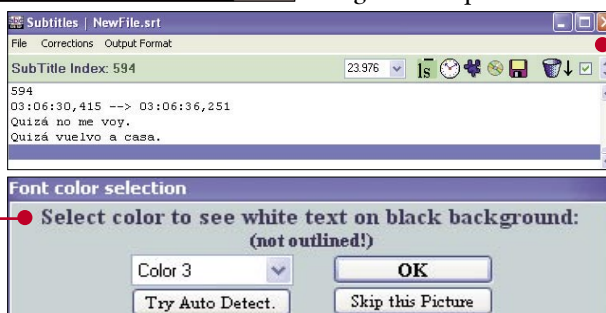 Subtitles | NewFile.srt
File Corrections Output Format
SubTitle Index: 594
23.976
1s
594
03:06:30,415 --> 03:06:36,251
Quizá no me voy.
Quizá vuelvo a casa.
Font color selection
Select color to see white text on black background:
(not outlined!)
Color 3
OK
Try Auto Detect.
Skip this Picture